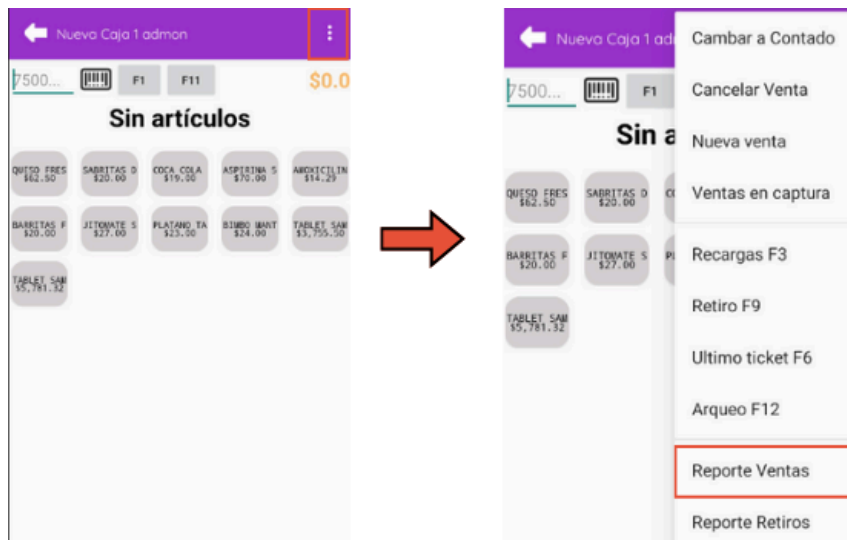 Nueva Caja 1 admon
7500...
F1
F11
$0.0
Sin artículos
QUESO FRES
$62.50
SABRITAS D
$20.00
COCA COLA
$19.00
ASPIRINA S
$70.00
AMOXICILIN
$14.29
BARRITAS F
$20.00
JITOMATE S
$27.00
PLATANO TA
$23.00
BIMBO MANT
$24.00
TABLET SAM
$3,755.50
TABLET SAM
$5,781.32
Nueva Caja 1 ad
7500...
F1
Sin a
QUESO FRES
$62.50
SABRITAS D
$20.00
CO
BARRITAS F
$20.00
JITOMATE S
$27.00
PL
TABLET SAM
$5,781.32
Cambar a Contado
Cancelar Venta
Nueva venta
Ventas en captura
Recargas F3
Retiro F9
Ultimo ticket F6
Arqueo F12
Reporte Ventas
Reporte Retiros